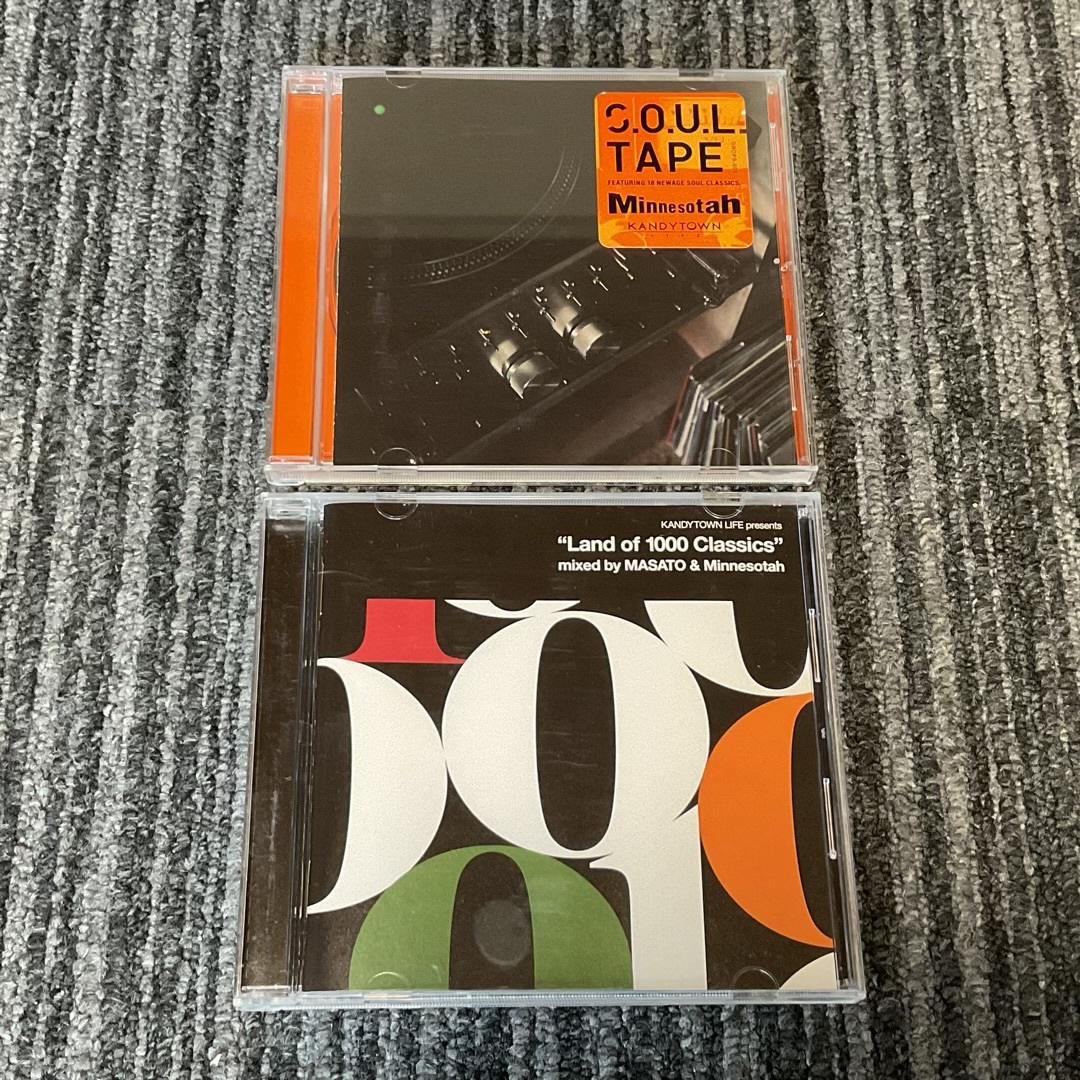 S.O.U.L.
TAPE
FEATURING 18 NEWAGE SOUL CLASSICS.
Minnesotah
KANDYTOWN
LIFE
KANDYTOWN LIFE presents
“Land of 1000 Classics”
mixed by MASATO & Minnesotah